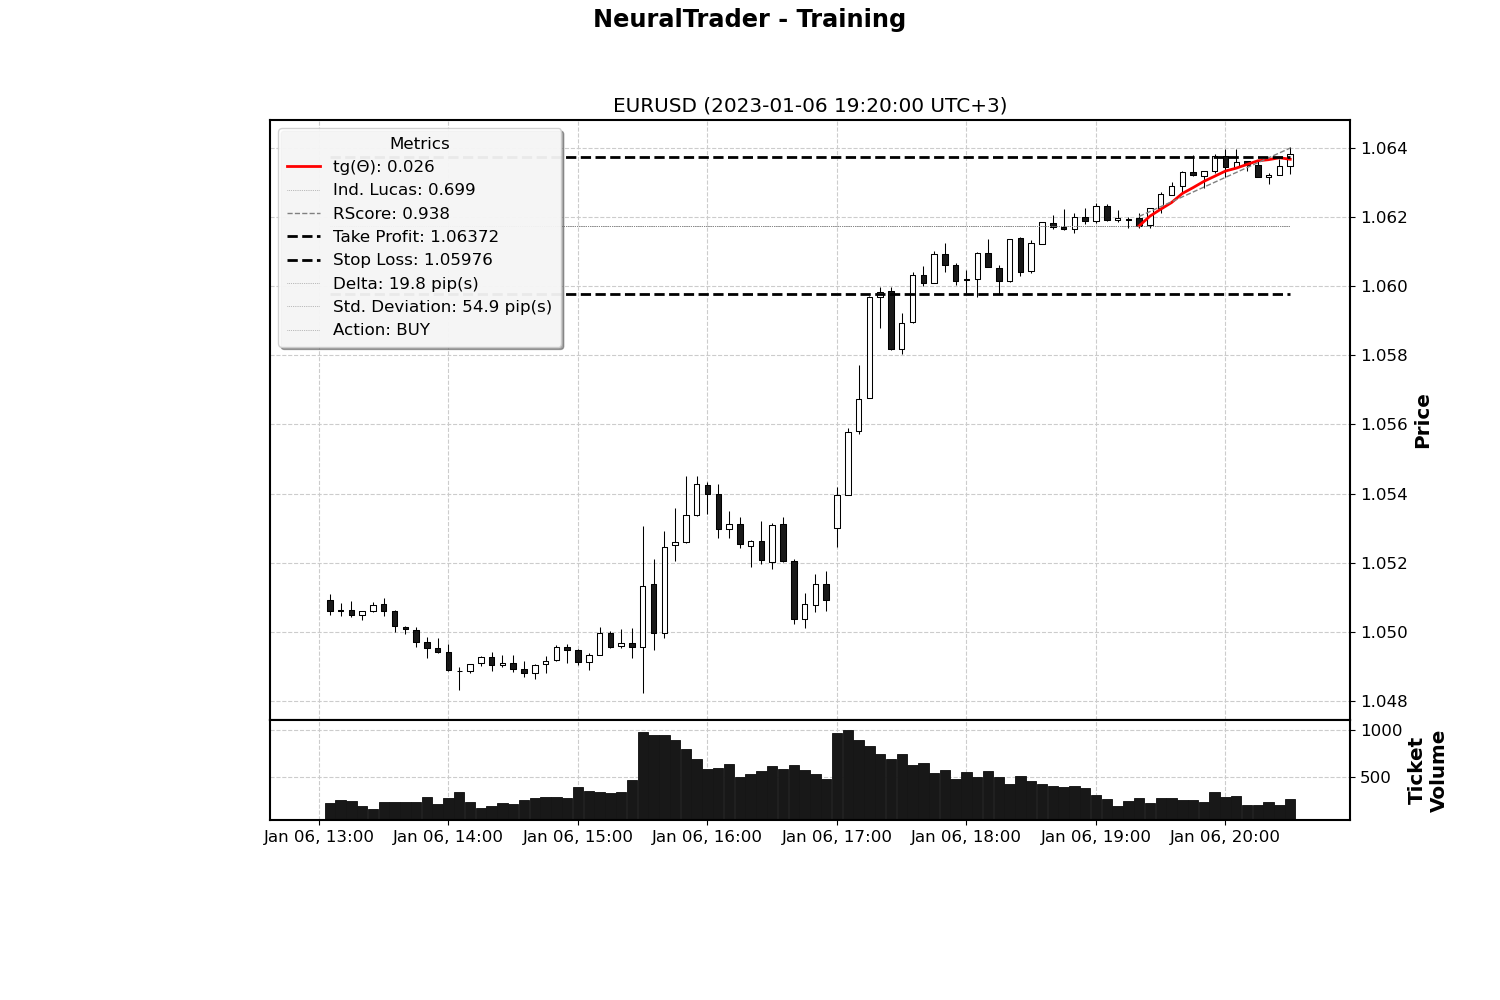 NeuralTrader - Training
EURUSD (2023-01-06 19:20:00 UTC+3)
Metrics
tg(Θ): 0.026
Ind. Lucas: 0.699
RScore: 0.938
Take Profit: 1.06372
Stop Loss: 1.05976
Delta: 19.8 pip(s)
Std. Deviation: 54.9 pip(s)
Action: BUY
1.064
1.062
1.060
1.058
1.056
1.054
1.052
1.050
1.048
Price
1000
500
Ticket
Volume
Jan 06, 13:00 Jan 06, 14:00 Jan 06, 15:00 Jan 06, 16:00 Jan 06, 17:00 Jan 06, 18:00 Jan 06, 19:00 Jan 06, 20:00